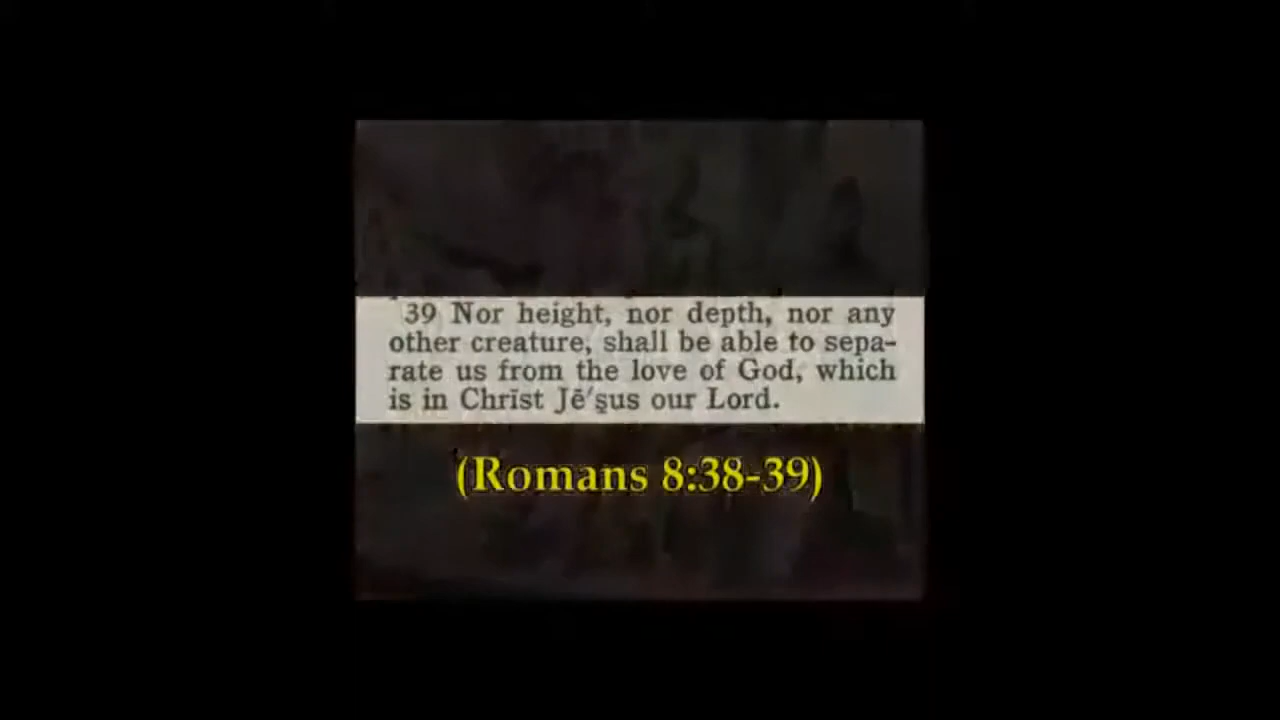 39 Nor height, nor depth, nor any
other creature, shall be able to sepa-
rate us from the love of God, which
is in Christ Jē′şus our Lord.
(Romans 8:38-39)